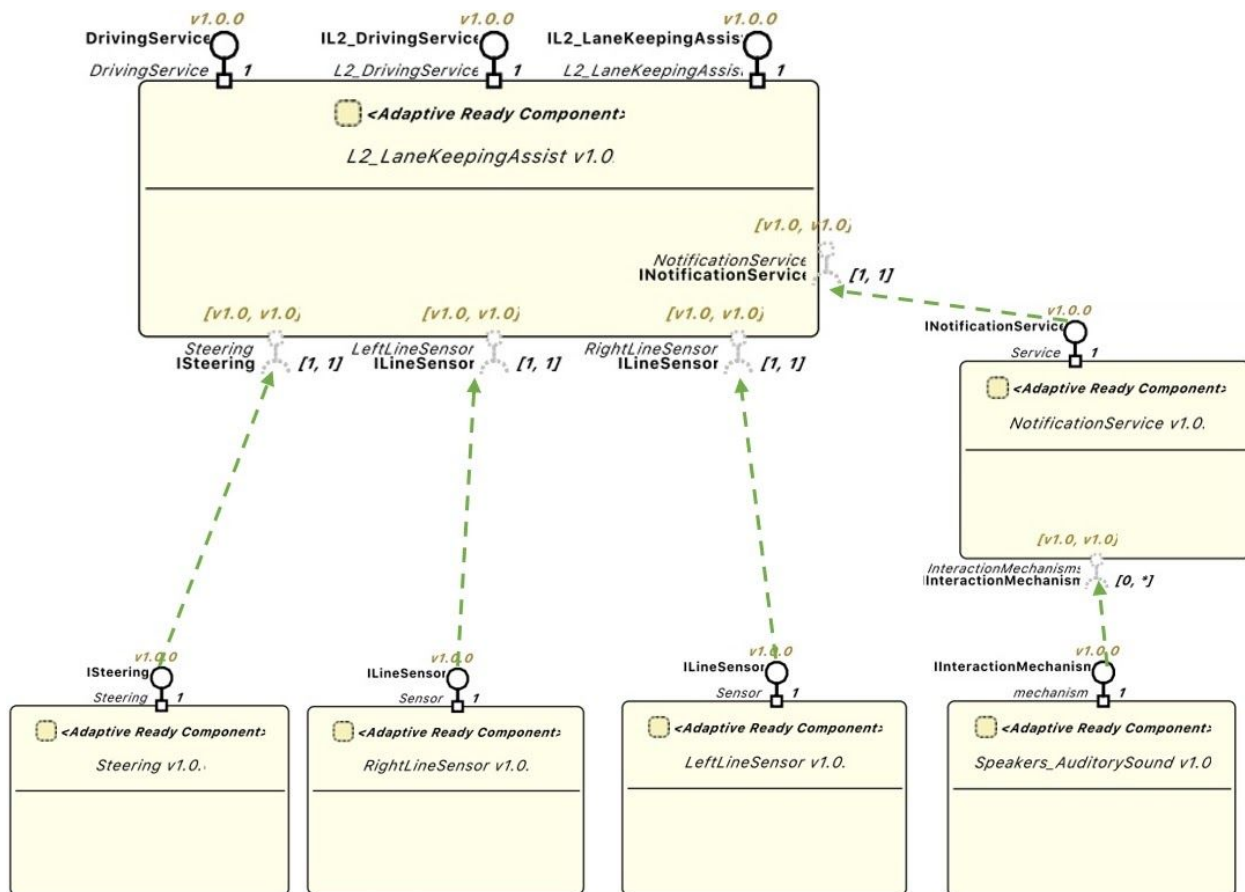 v1.0.0
DrivingService
DrivingService 1
v1.0.0
IL2_DrivingService
L2_DrivingService 1
v1.0.0
IL2_LaneKeepingAssist
L2_LaneKeepingAssist 1
<Adaptive Ready Component>
L2_LaneKeepingAssist v1.0.
[v1.0, v1.0]
NotificationService
INotificationService [1, 1]
[v1.0, v1.0]
Steering
ISteering [1, 1]
[v1.0, v1.0]
LeftLineSensor
ILineSensor [1, 1]
[v1.0, v1.0]
RightLineSensor
ILineSensor [1, 1]
v1.0.0
INotificationService
Service 1
<Adaptive Ready Component>
NotificationService v1.0.
[v1.0, v1.0]
InteractionMechanisms
IInteractionMechanism [0, *]
v1.0.0
ISteering
Steering 1
<Adaptive Ready Component>
Steering v1.0.
v1.0.0
ILineSensor
Sensor 1
<Adaptive Ready Component>
RightLineSensor v1.0.
v1.0.0
ILineSensor
Sensor 1
<Adaptive Ready Component>
LeftLineSensor v1.0.
v1.0.0
IInteractionMechanism
mechanism 1
<Adaptive Ready Component>
Speakers_AuditorySound v1.0